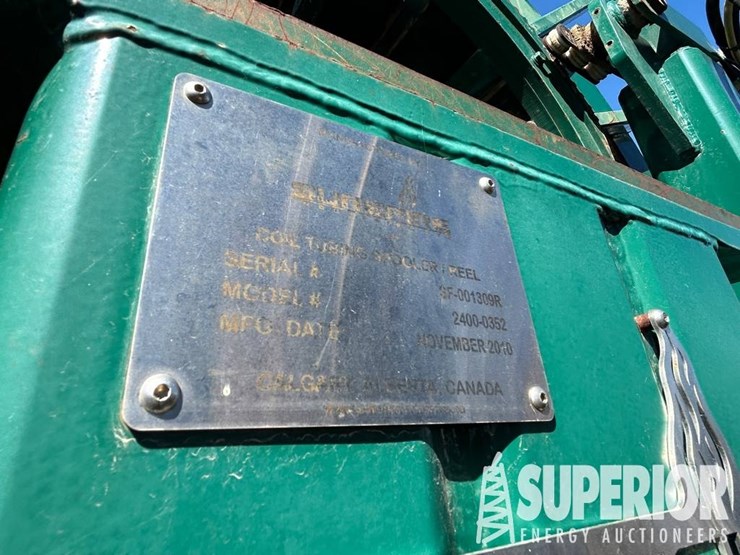 COIL TUBING SPOOLER / REEL
SERIAL # SF-001309R
MODEL # 2400-0352
MFG. DATE NOVEMBER 2010
CALGARY, ALBERTA, CANADA
SUPERIOR
ENERGY AUCTIONEERS